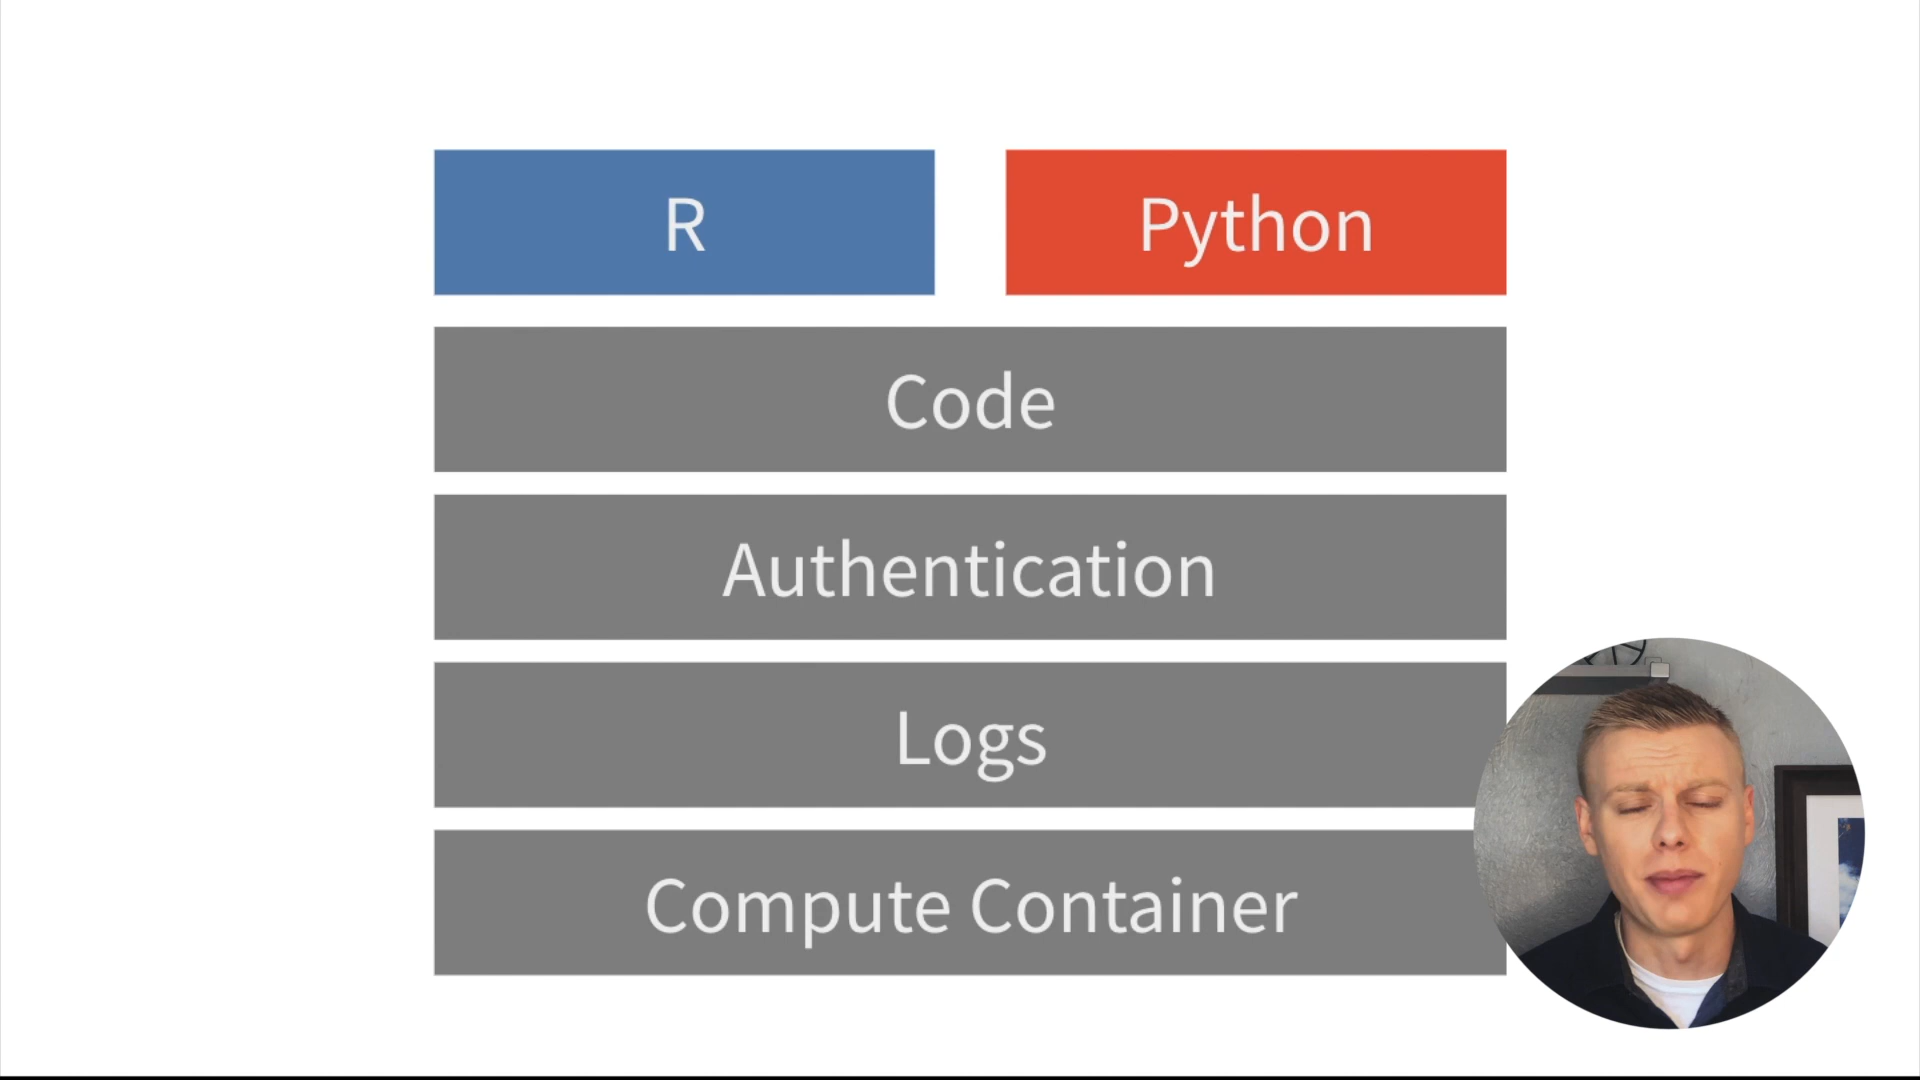 R
Python
Code
Authentication
Logs
Compute Container